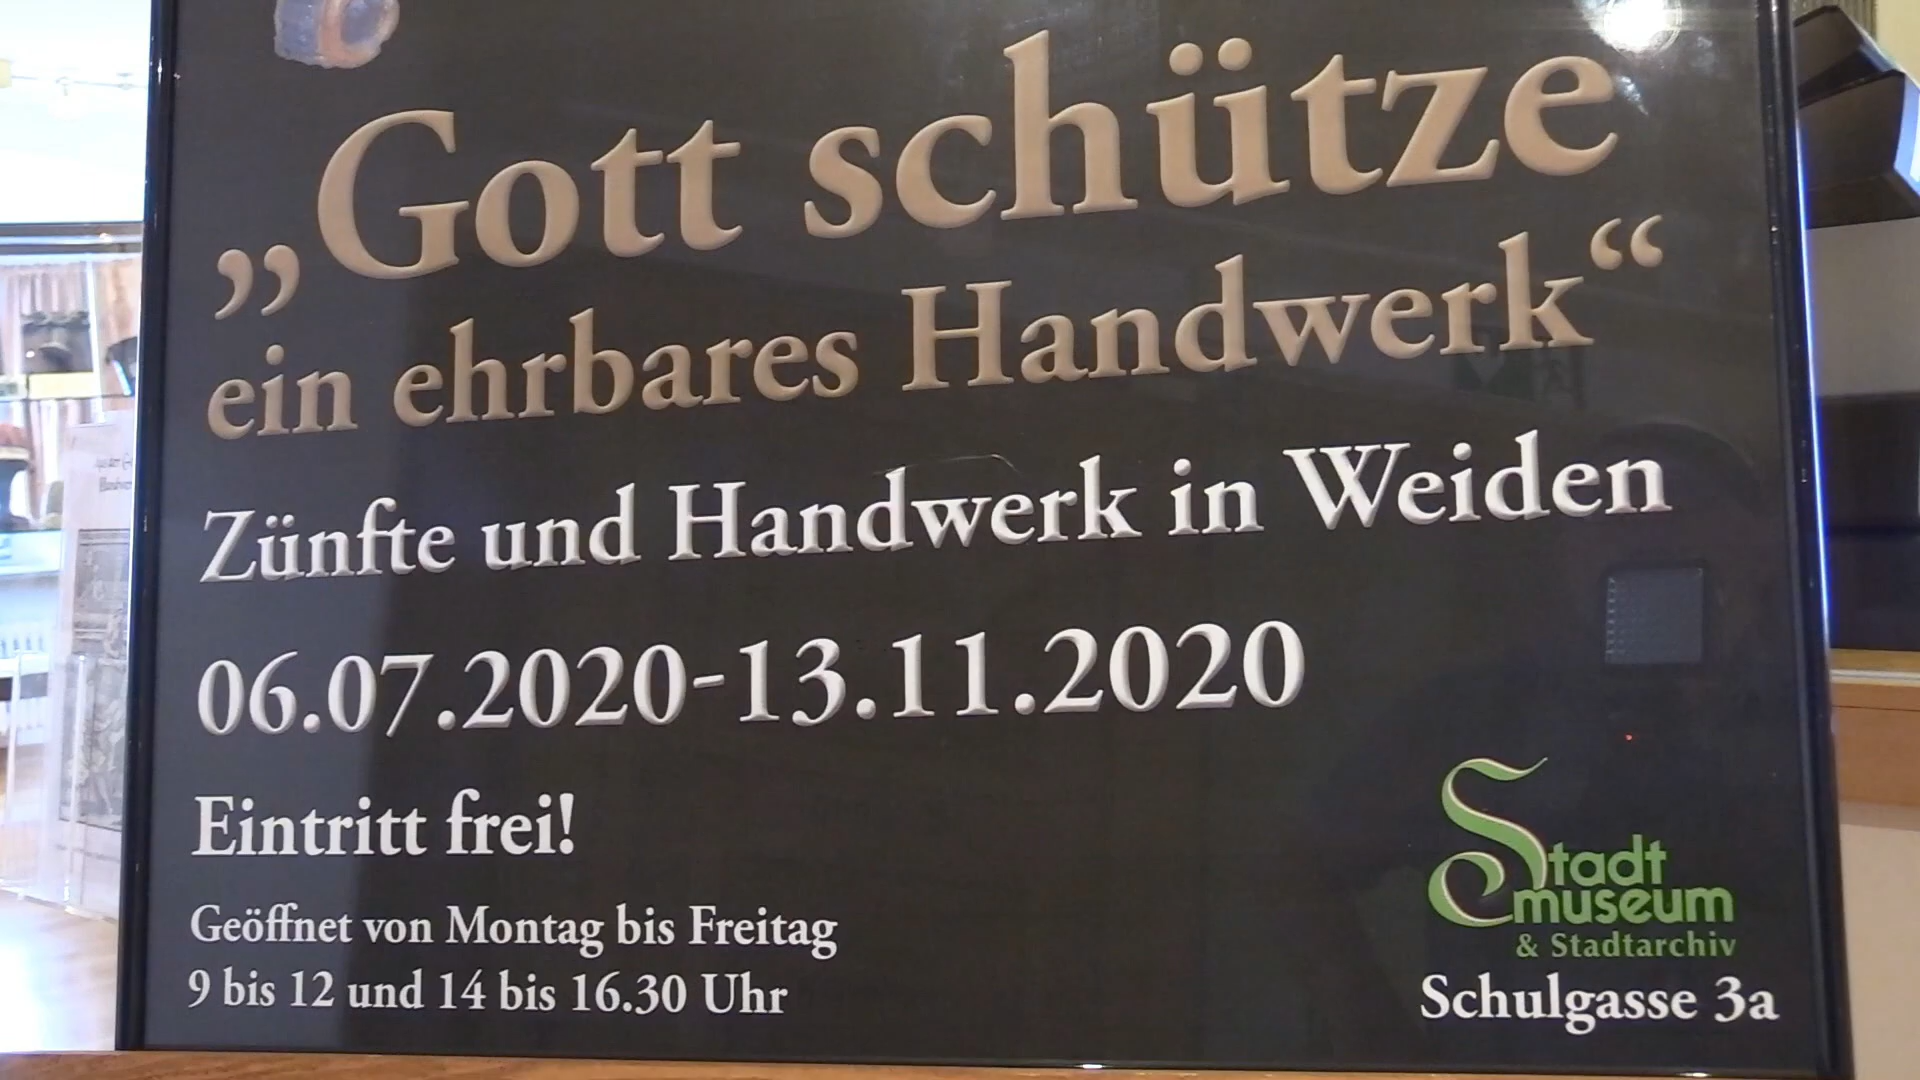 „Gott schütze
ein ehrbares Handwerk“
Zünfte und Handwerk in Weiden
06.07.2020-13.11.2020
Eintritt frei!
Geöffnet von Montag bis Freitag
9 bis 12 und 14 bis 16.30 Uhr
Stadt
museum
& Stadtarchiv
Schulgasse 3a